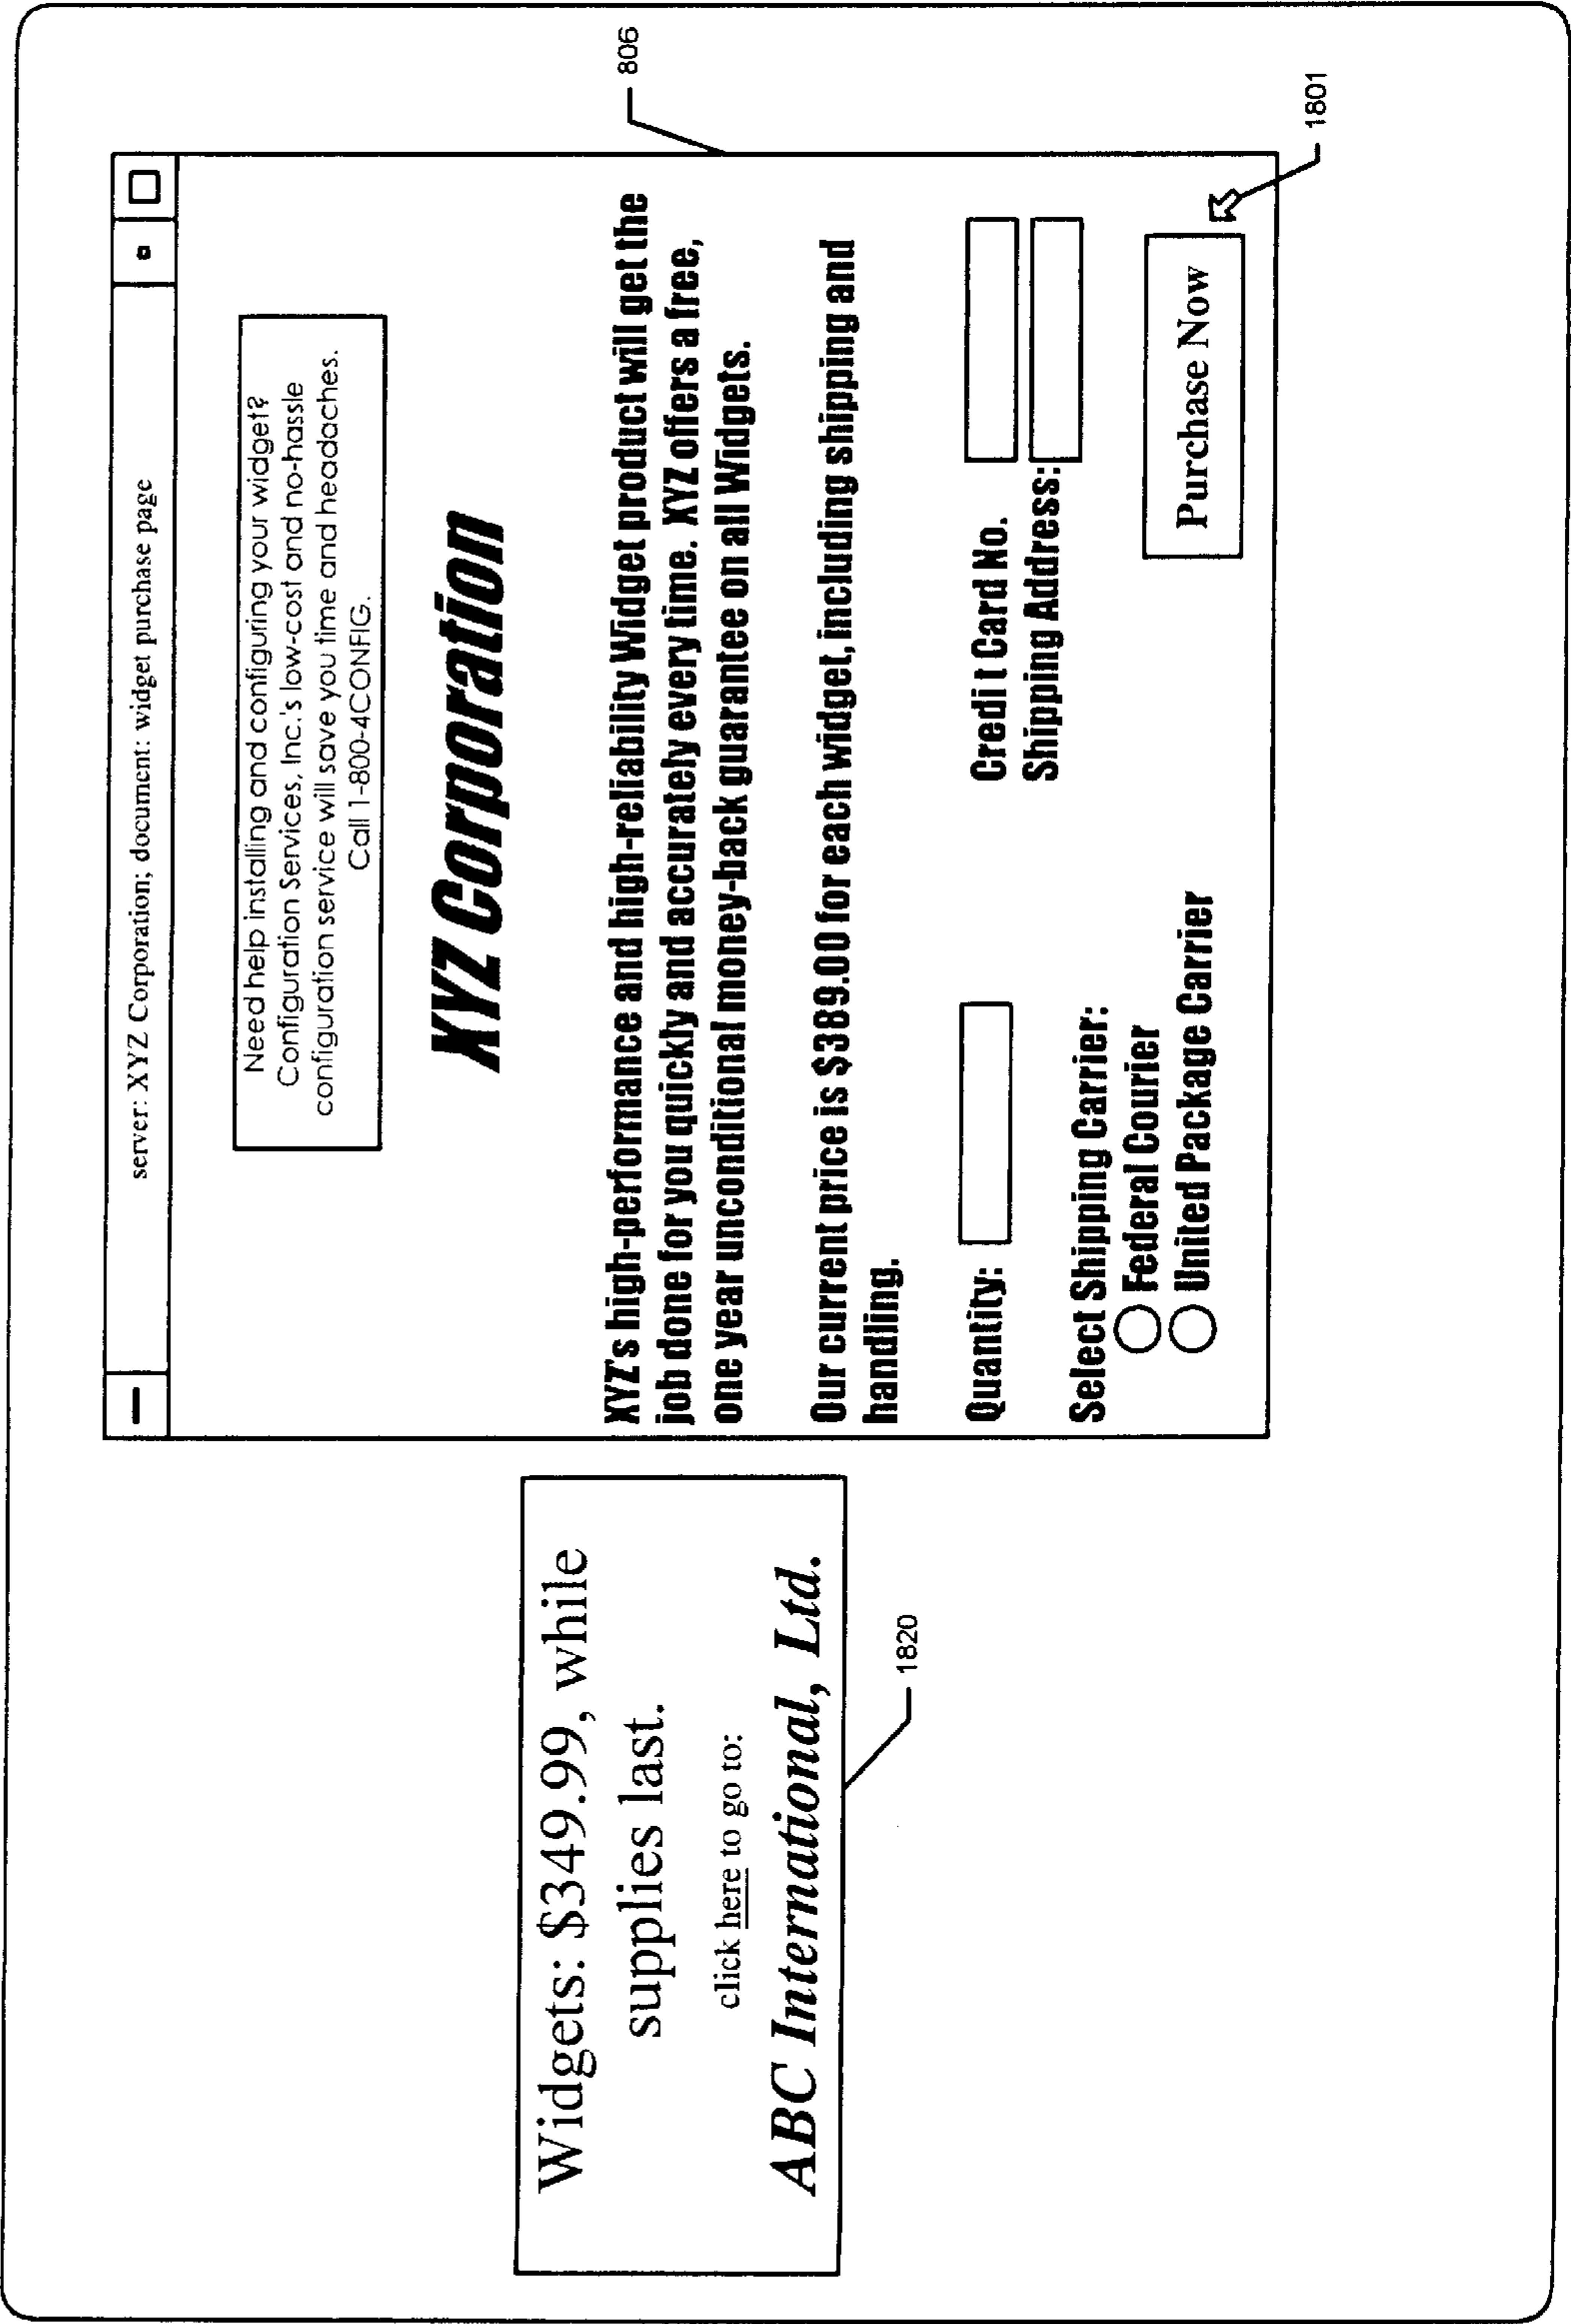 server: XYZ Corporation; document: widget purchase page
Need help installing and configuring your widget?
Configuration Services, Inc.'s low-cost and no-hassle
configuration service will save you time and headaches.
Call 1-800-4CONFIG.
XYZ Corporation
XYZ's high-performance and high-reliability Widget product will get the
job done for you quickly and accurately every time. XYZ offers a free,
one year unconditional money-back guarantee on all Widgets.
Our current price is $389.00 for each widget, including shipping and
handling.
Quantity:
Credit Card No.
Shipping Address:
Select Shipping Carrier:
Federal Courier
United Package Carrier
Purchase Now
806
1801
Widgets: $349.99, while
supplies last.
click here to go to:
ABC International, Ltd.
1820